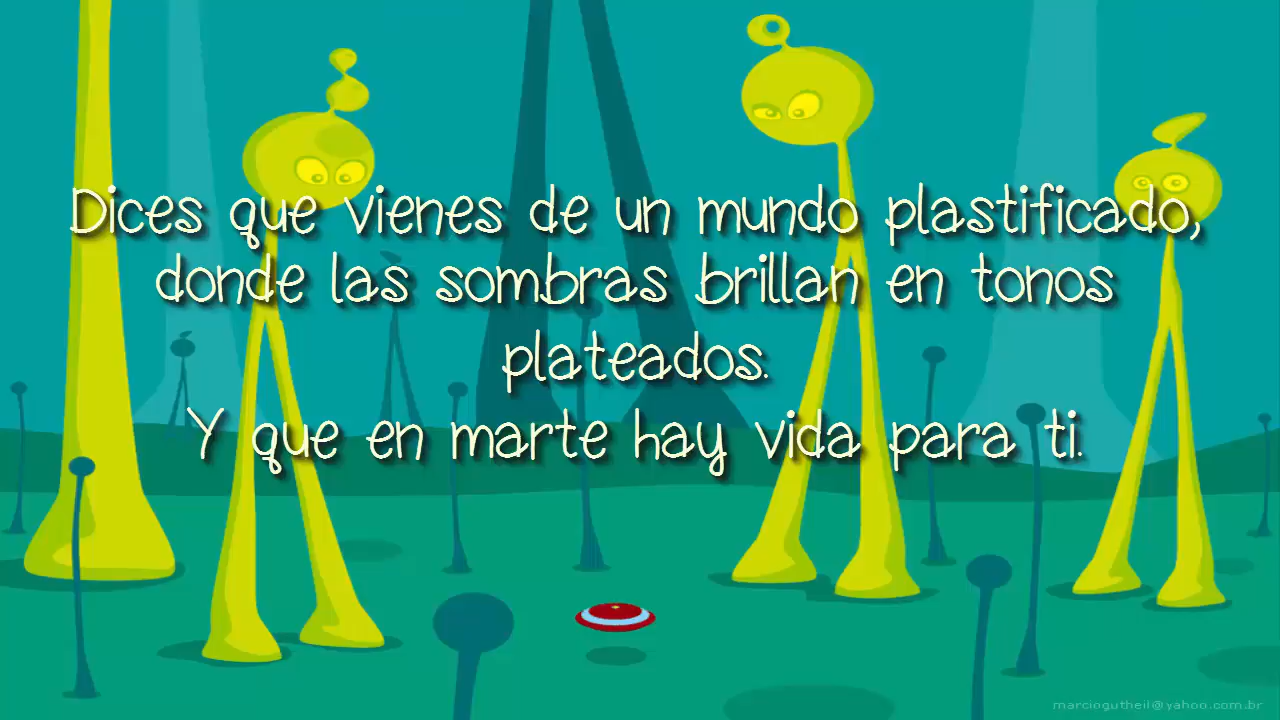 Dices que vienes de un mundo plastificado,
donde las sombras brillan en tonos
plateados.
Y que en marte hay vida para ti.
marciogutheil@yahoo.com.br